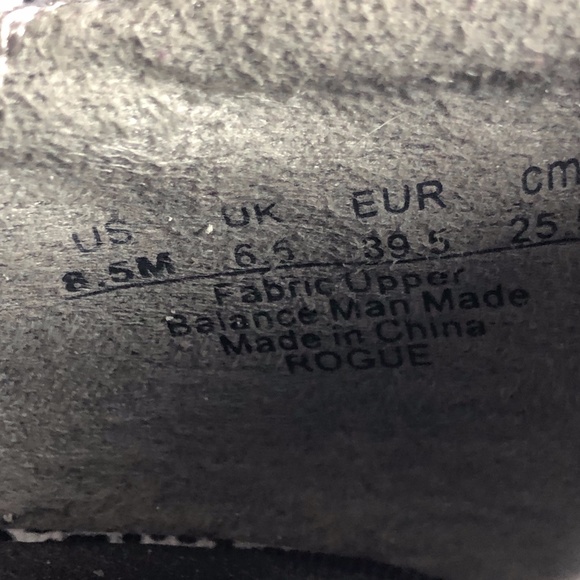 US UK EUR cm
8.5M 6.5 39.5 25.
Fabric Upper
Balance Man Made
Made in China
ROGUE